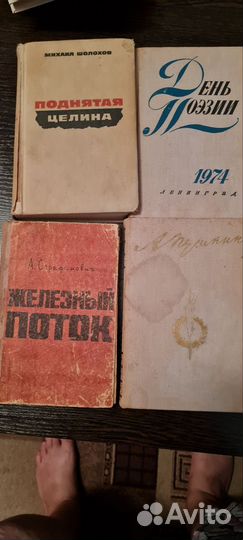 МИХАИЛ ШОЛОХОВ
ПОДНЯТАЯ
ЦЕЛИНА
День
Поэзии
1974
ЛЕНИНГРАД
А. Серафимович
ЖЕЛЕЗНЫЙ
ПОТОК
А. Пушкин
Avito